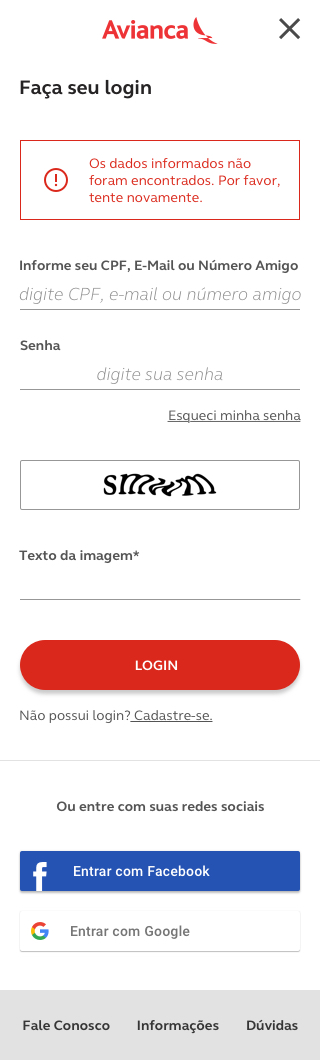 Avianca
Faça seu login
Os dados informados não
foram encontrados. Por favor,
tente novamente.
Informe seu CPF, E-Mail ou Número Amigo
digite CPF, e-mail ou número amigo
Senha
digite sua senha
Esqueci minha senha
Texto da imagem*
LOGIN
Não possui login? Cadastre-se.
Ou entre com suas redes sociais
Entrar com Facebook
Entrar com Google
Fale Conosco Informações Dúvidas